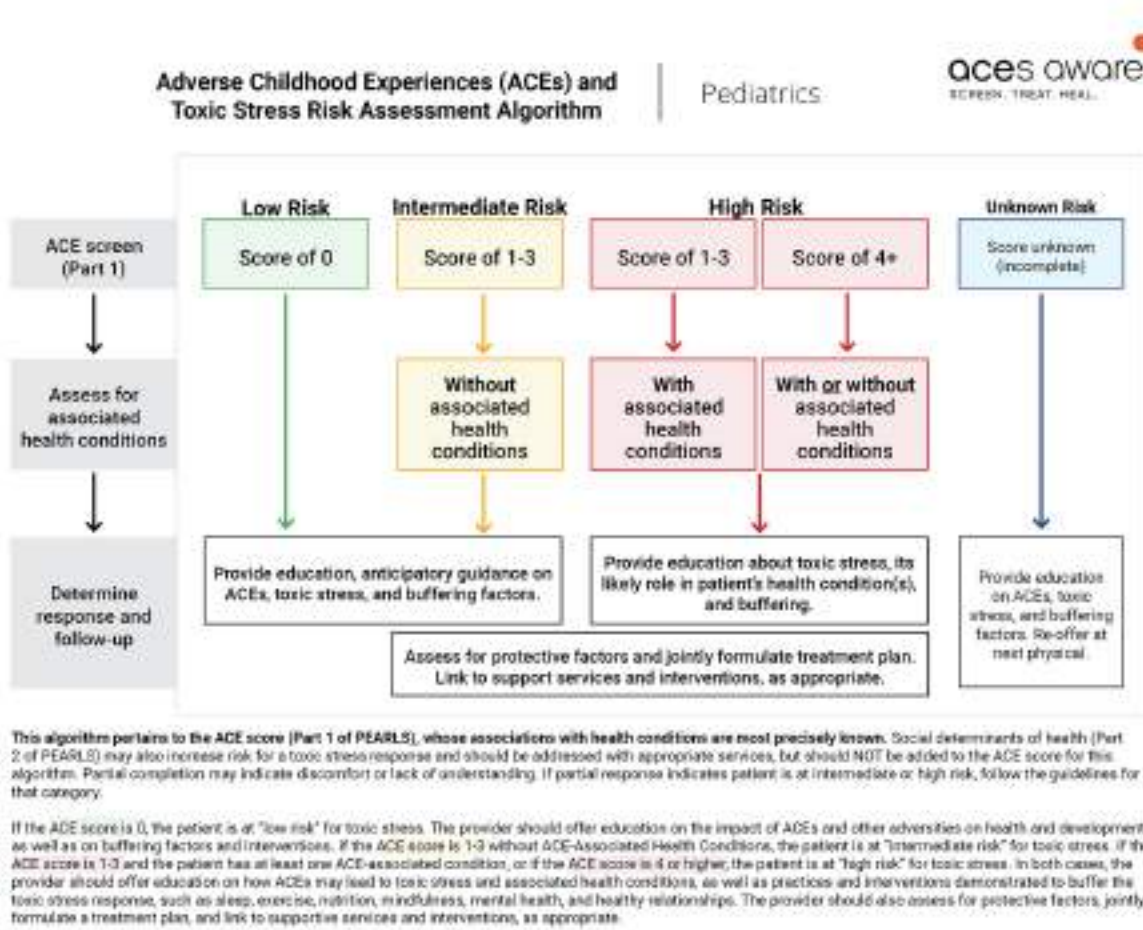 Adverse Childhood Experiences (ACEs) and
Toxic Stress Risk Assessment Algorithm
Pediatrics
aces aware
SCREEN. TREAT. HEAL.
Low Risk
Intermediate Risk
High Risk
Unknown Risk
ACE screen
(Part 1)
Score of 0
Score of 1-3
Score of 1-3
Score of 4+
Score unknown
(incomplete)
Assess for
associated
health conditions
Without
associated
health
conditions
With
associated
health
conditions
With or without
associated
health
conditions
Determine
response and
follow-up
Provide education, anticipatory guidance on
ACEs, toxic stress, and buffering factors.
Provide education about toxic stress, its
likely role in patient's health condition(s),
and buffering.
Provide education
on ACEs, toxic
stress, and buffering
factors. Re-offer at
next physical.
Assess for protective factors and jointly formulate treatment plan.
Link to support services and interventions, as appropriate.
This algorithm pertains to the ACE score (Part 1 of PEARLS), whose associations with health conditions are most precisely known. Social determinants of health (Part
2 of PEARLS) may also increase risk for a toxic stress response and should be addressed with appropriate services, but should NOT be added to the ACE score for this
algorithm. Partial completion may indicate discomfort or lack of understanding. If partial response indicates patient is at intermediate or high risk, follow the guidelines for
that category.
If the ACE score is 0, the patient is at "low risk" for toxic stress. The provider should offer education on the impact of ACEs and other adversities on health and development
as well as on buffering factors and interventions. If the ACE score is 1-3 without ACE-Associated Health Conditions, the patient is at "intermediate risk" for toxic stress. If th
ACE score is 1-3 and the patient has at least one ACE-associated condition, or if the ACE score is 4 or higher, the patient is at "high risk" for toxic stress. In both cases, the
provider should offer education on how ACEs may lead to toxic stress and associated health conditions, as well as practices and interventions demonstrated to buffer the
toxic stress response, such as sleep, exercise, nutrition, mindfulness, mental health, and healthy relationships. The provider should also assess for protective factors, jointly
formulate a treatment plan, and link to supportive services and interventions, as appropriate.